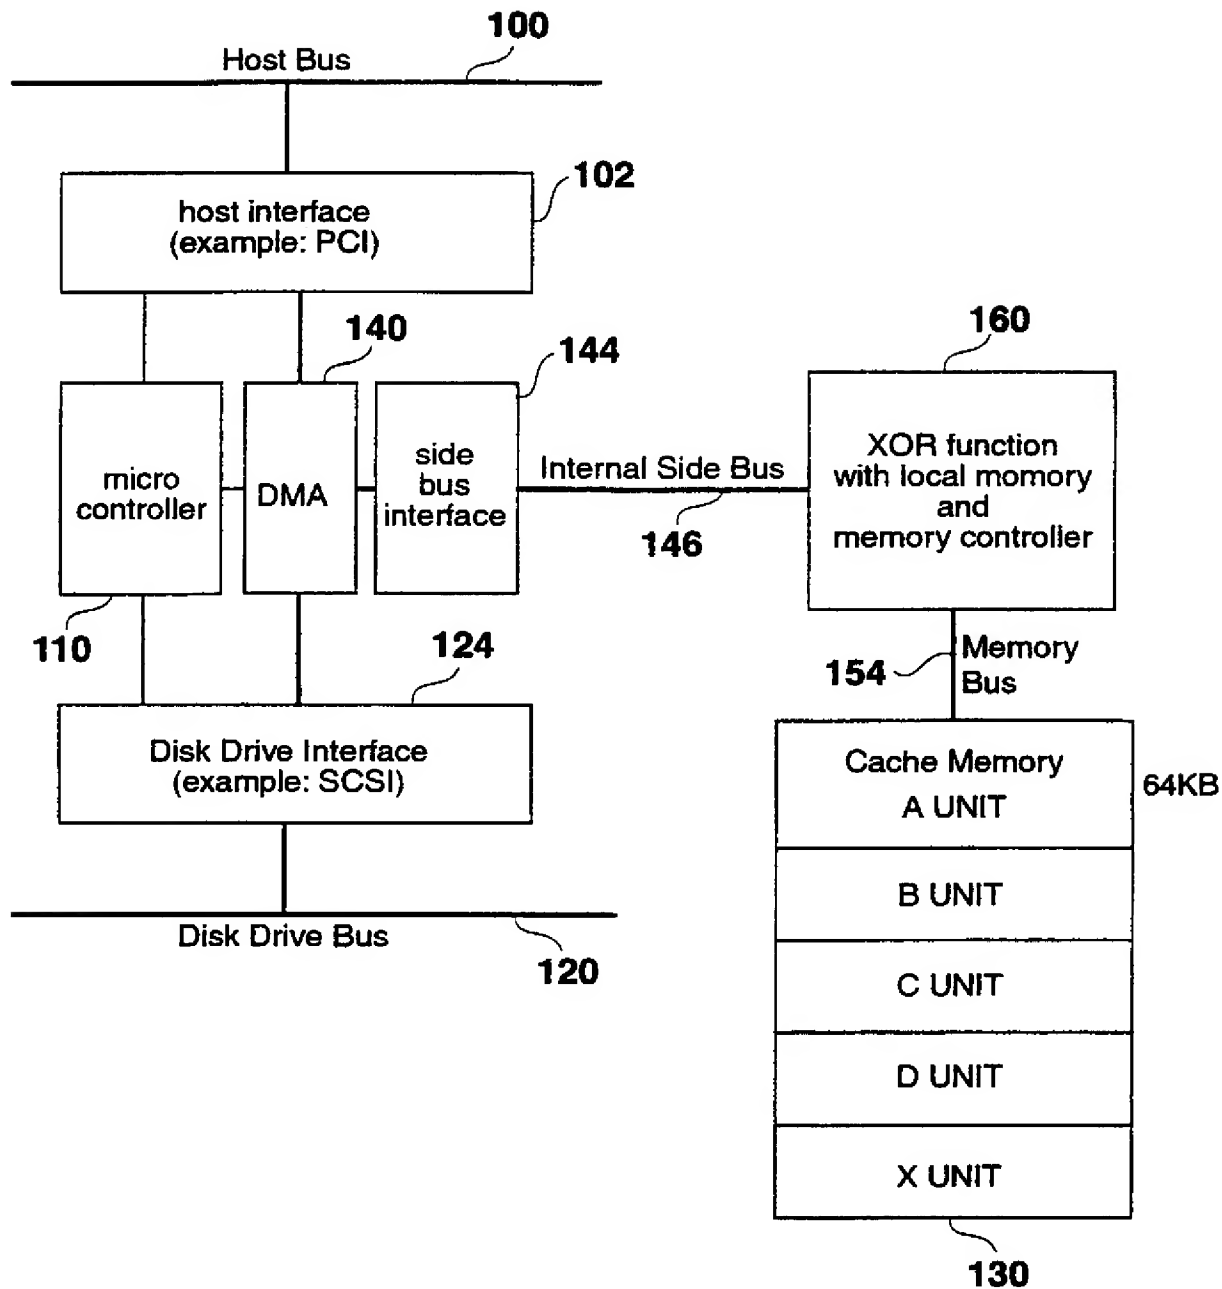 100
Host Bus
102
host interface
(example: PCI)
140
144
160
micro
controller
DMA
side
bus
interface
Internal Side Bus
146
XOR function
with local momory
and
memory controller
110
124
154
Memory
Bus
Disk Drive Interface
(example: SCSI)
Cache Memory
A UNIT
64KB
B UNIT
Disk Drive Bus
120
C UNIT
D UNIT
X UNIT
130